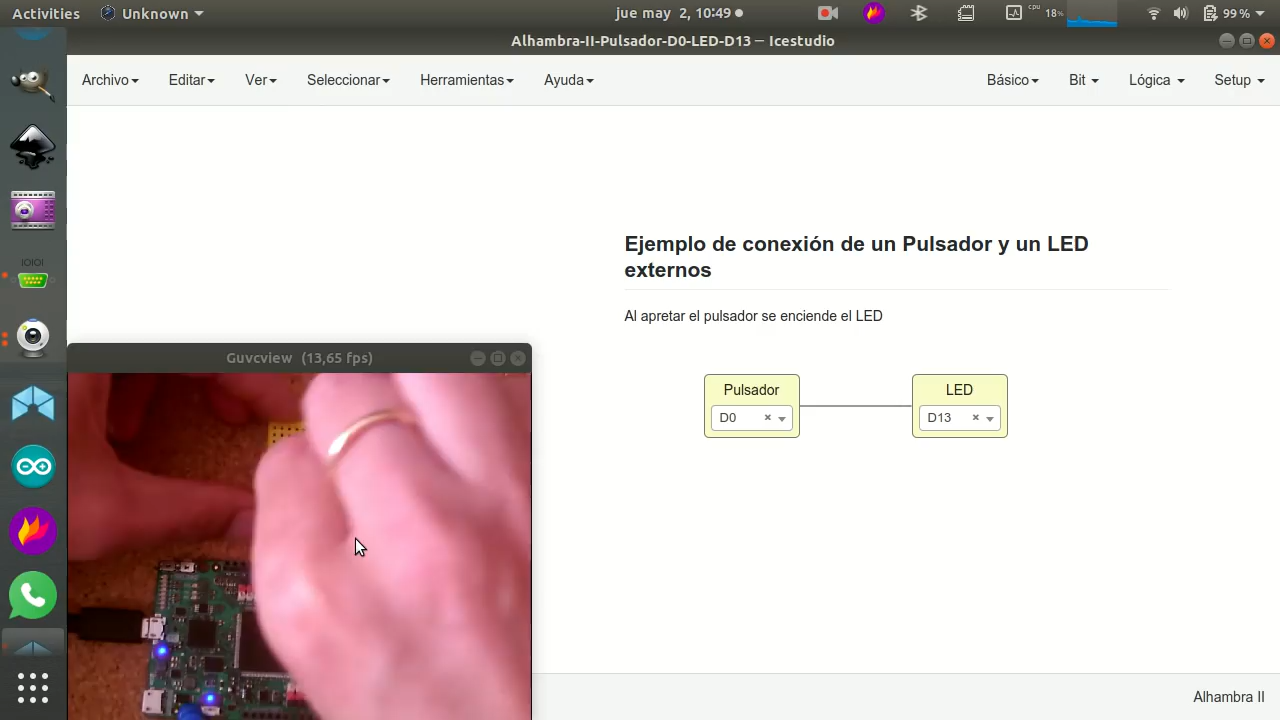 Activities Unknown jue may 2, 10:49 18% 99%
Alhambra-II-Pulsador-D0-LED-D13 — Icestudio
Archivo Editar Ver Seleccionar Herramientas Ayuda Básico Bit Lógica Setup
Ejemplo de conexión de un Pulsador y un LED
externos
Al apretar el pulsador se enciende el LED
Pulsador
D0
LED
D13
Guvcview (13,65 fps)
Alhambra II